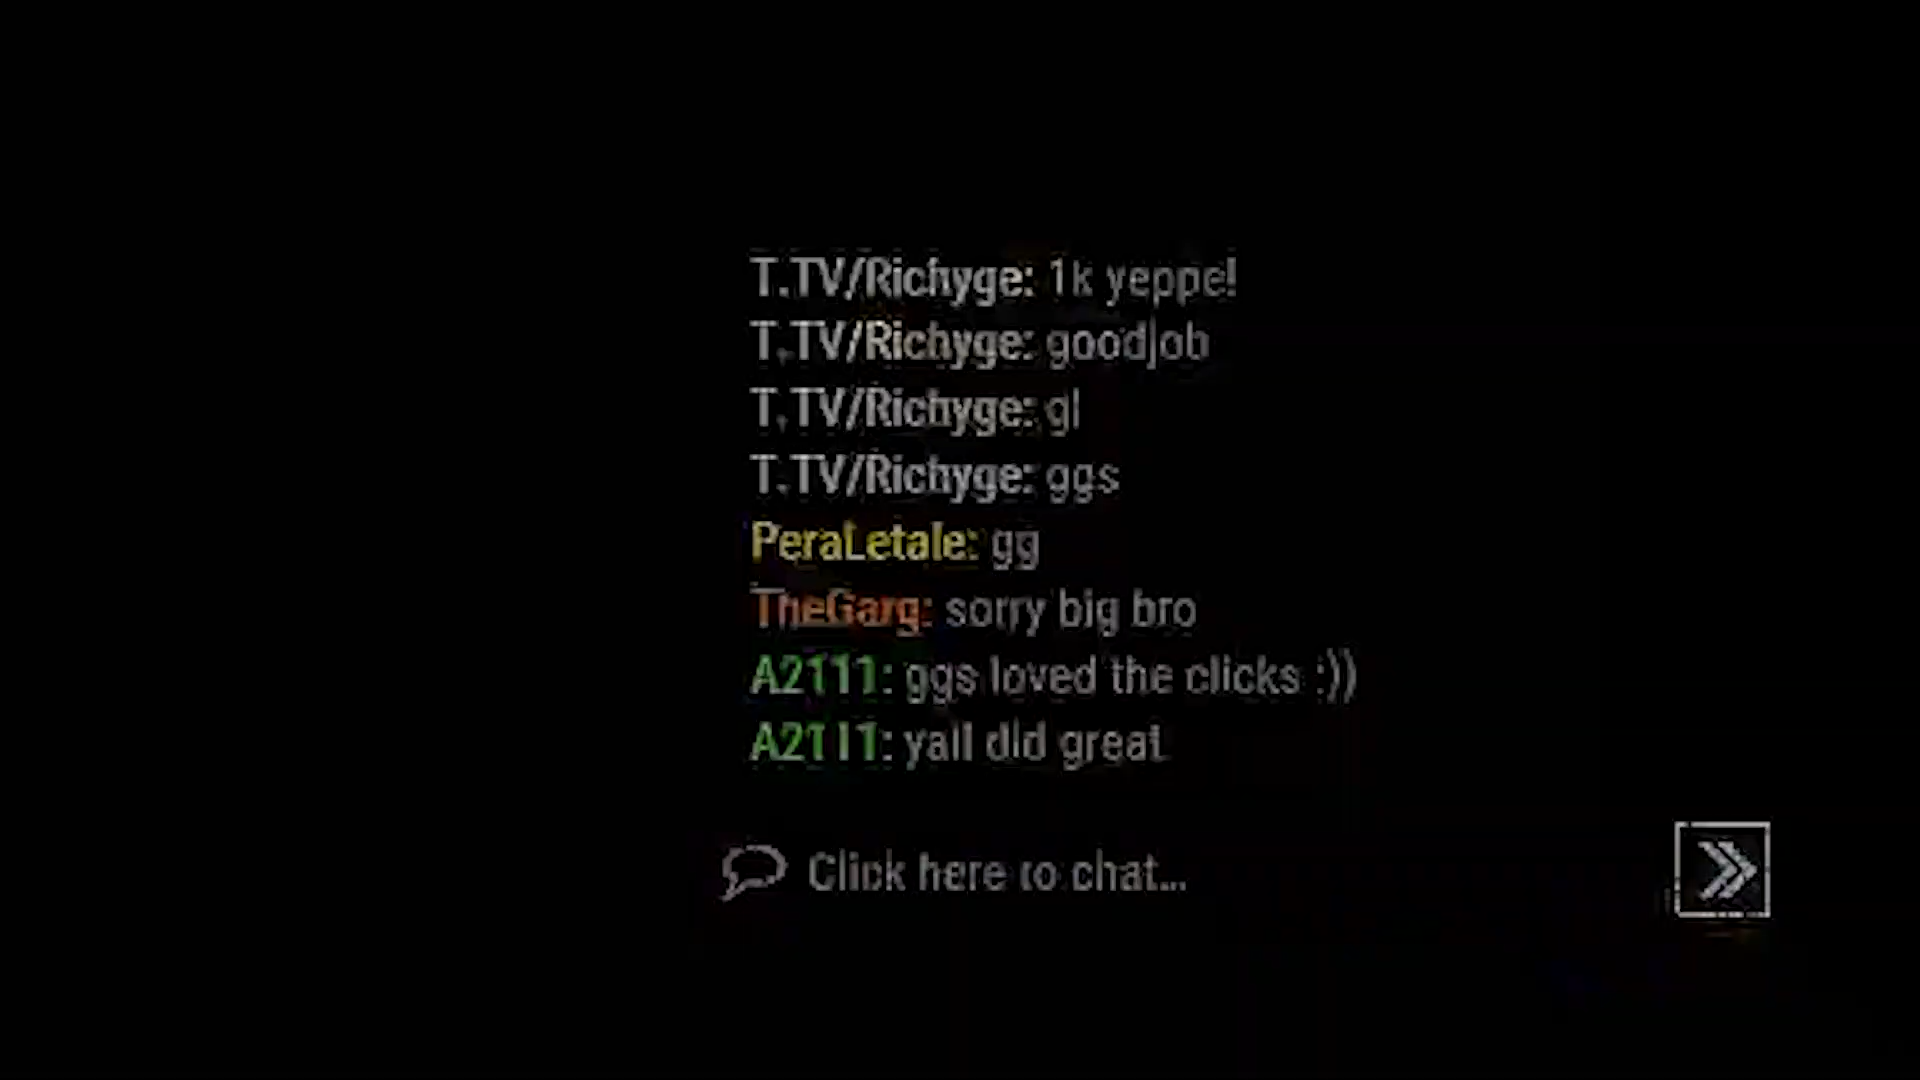 T.TV/Richyge: 1k yeppe!
T.TV/Richyge: goodjob
T.TV/Richyge: gl
T.TV/Richyge: ggs
PeraLetale: gg
TheGarg: sorry big bro
A2111: ggs loved the clicks :))
A2111: yall did great
Click here to chat...